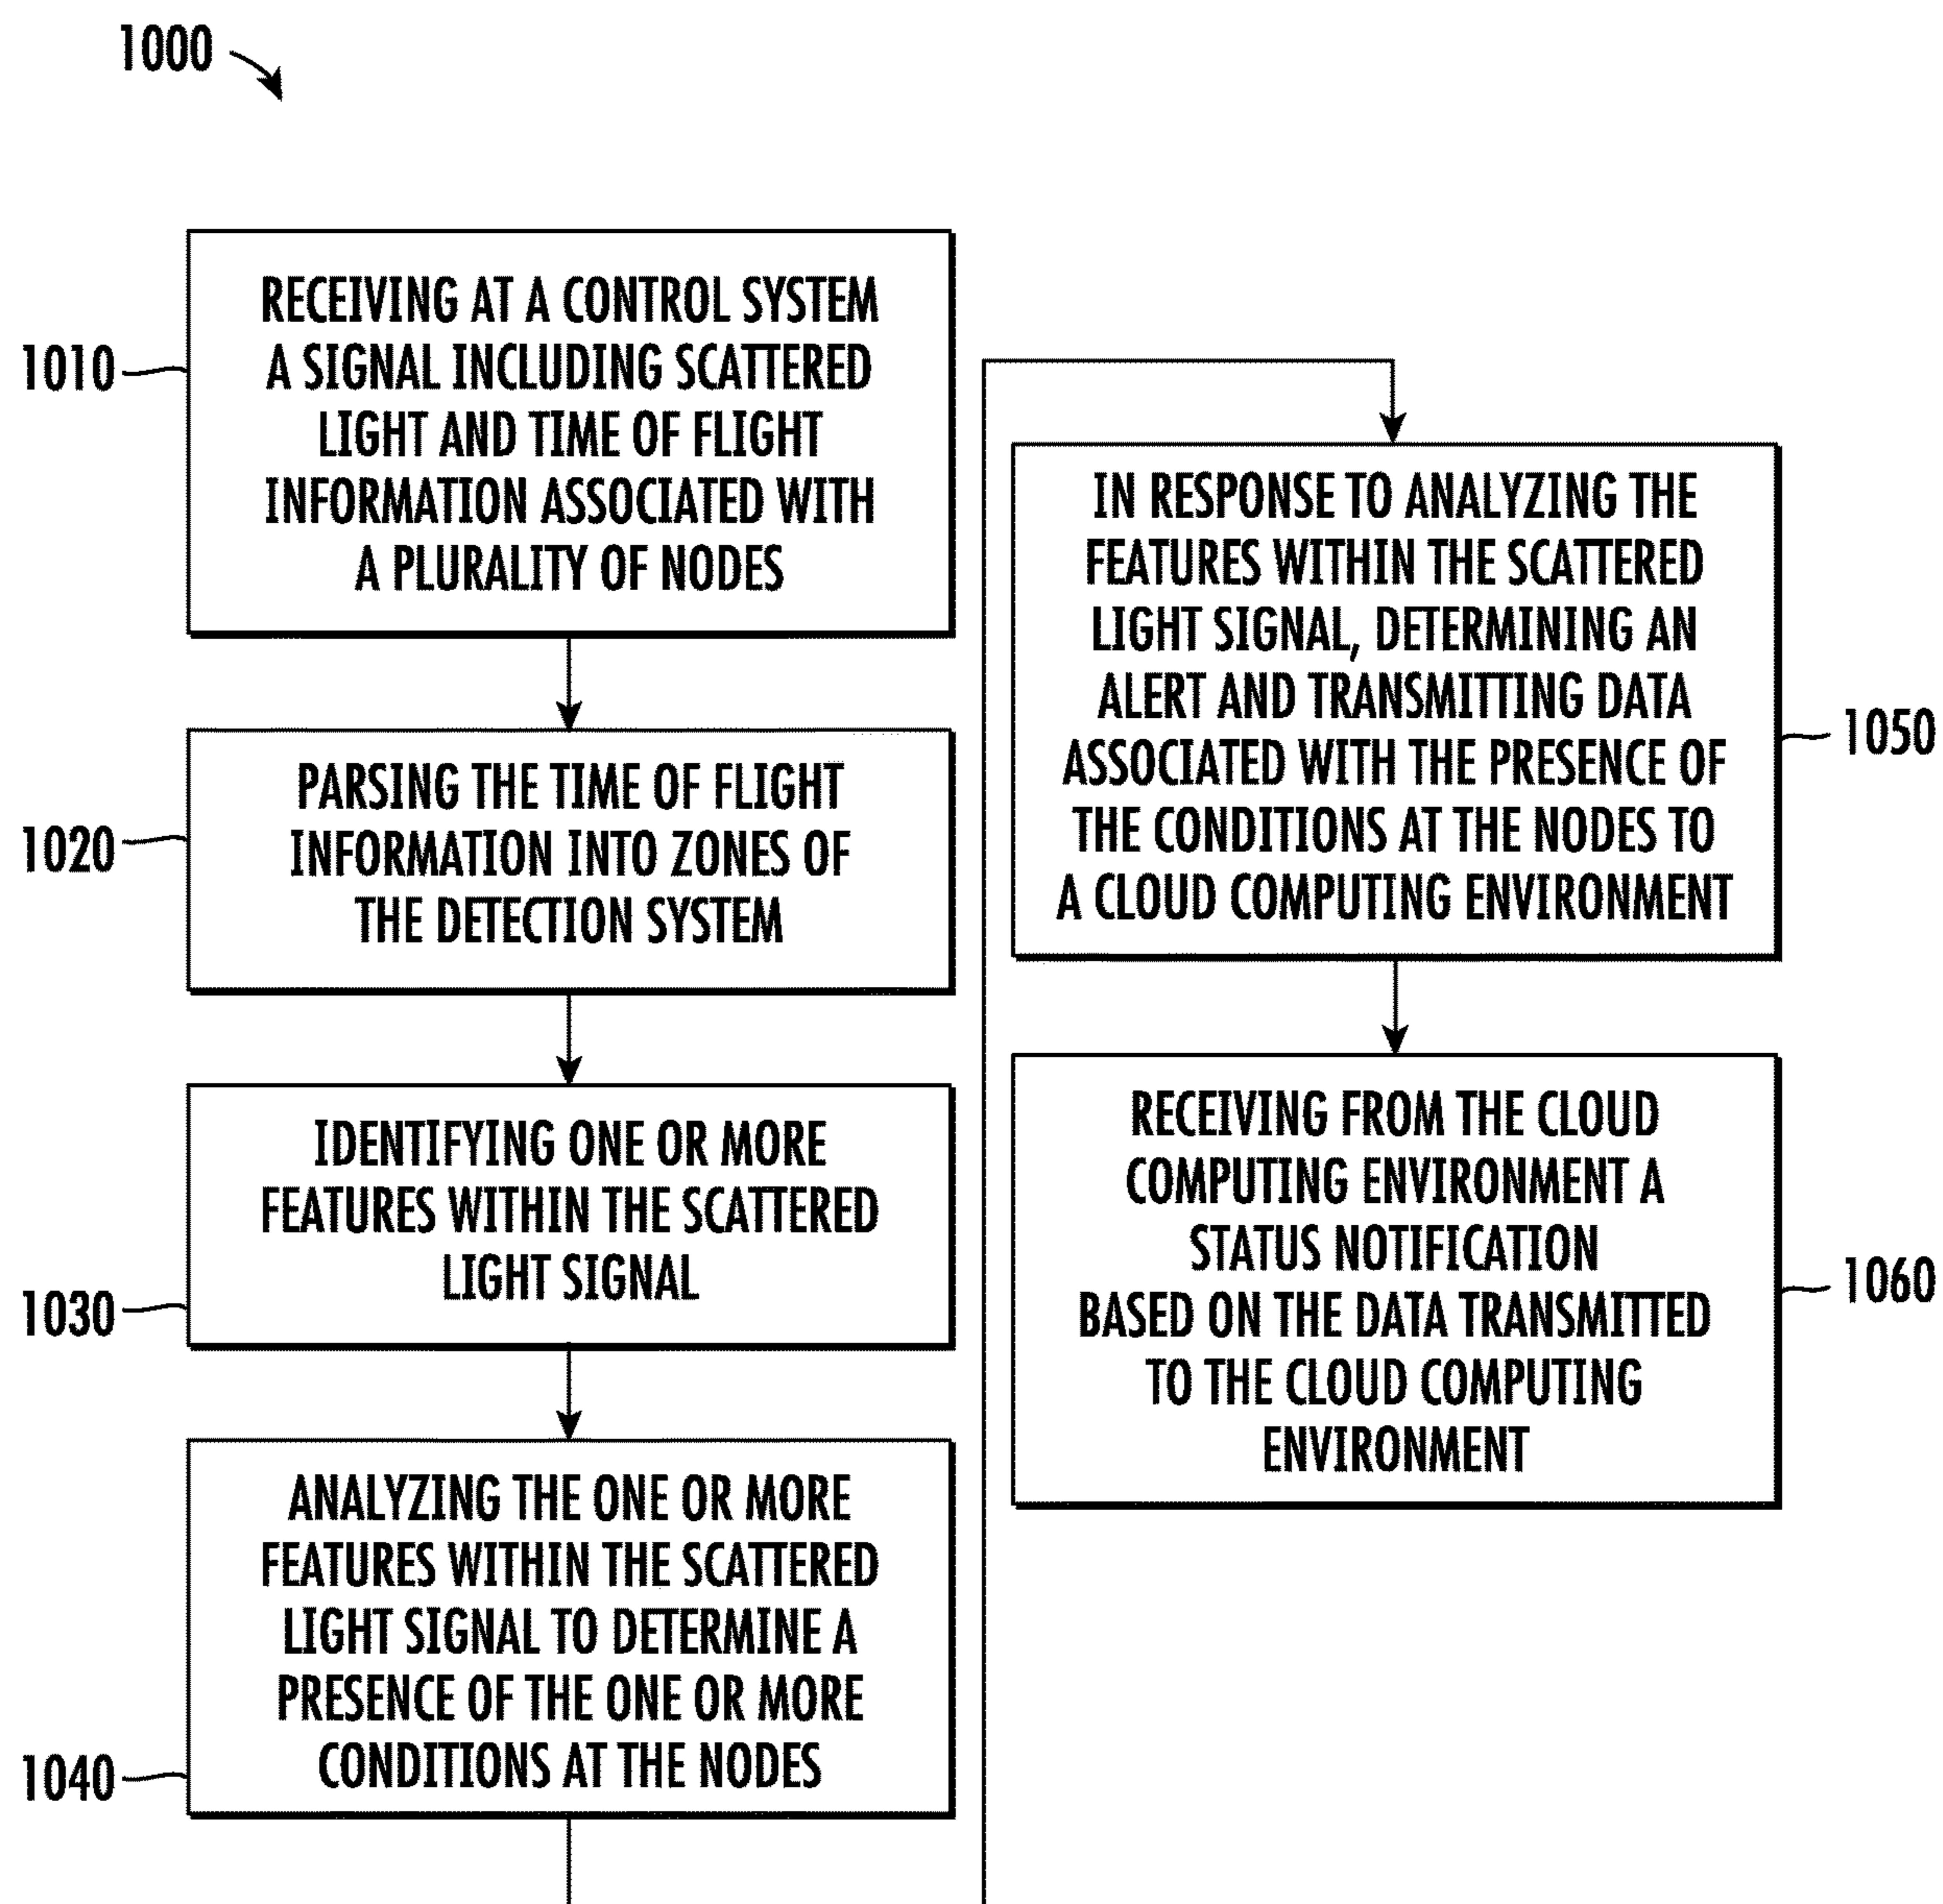 1000
1010
RECEIVING AT A CONTROL SYSTEM
A SIGNAL INCLUDING SCATTERED
LIGHT AND TIME OF FLIGHT
INFORMATION ASSOCIATED WITH
A PLURALITY OF NODES
1020
PARSING THE TIME OF FLIGHT
INFORMATION INTO ZONES OF
THE DETECTION SYSTEM
1030
IDENTIFYING ONE OR MORE
FEATURES WITHIN THE SCATTERED
LIGHT SIGNAL
1040
ANALYZING THE ONE OR MORE
FEATURES WITHIN THE SCATTERED
LIGHT SIGNAL TO DETERMINE A
PRESENCE OF THE ONE OR MORE
CONDITIONS AT THE NODES
IN RESPONSE TO ANALYZING THE
FEATURES WITHIN THE SCATTERED
LIGHT SIGNAL, DETERMINING AN
ALERT AND TRANSMITTING DATA
ASSOCIATED WITH THE PRESENCE OF
THE CONDITIONS AT THE NODES TO
A CLOUD COMPUTING ENVIRONMENT
1050
RECEIVING FROM THE CLOUD
COMPUTING ENVIRONMENT A
STATUS NOTIFICATION
BASED ON THE DATA TRANSMITTED
TO THE CLOUD COMPUTING
ENVIRONMENT
1060